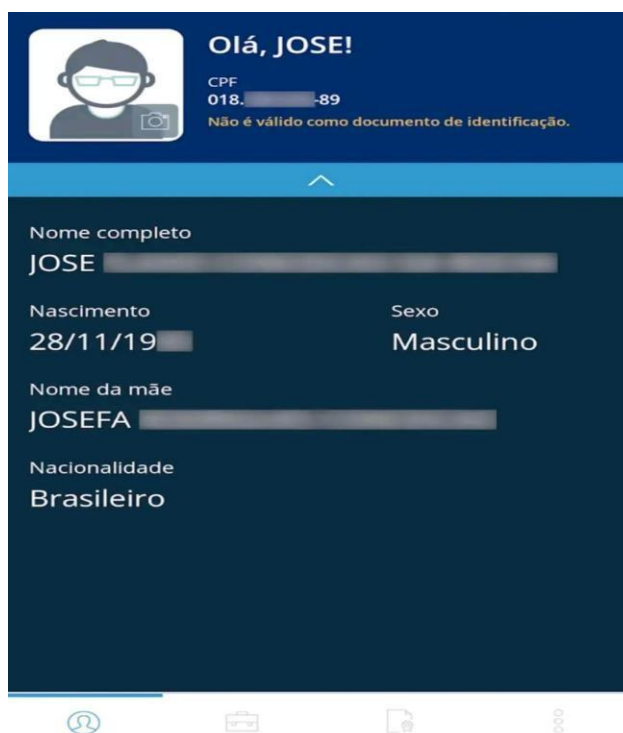 Olá, JOSE!
CPF
018. -89
Não é válido como documento de identificação.
Nome completo
JOSE
Nascimento Sexo
28/11/19 Masculino
Nome da mãe
JOSEFA
Nacionalidade
Brasileiro